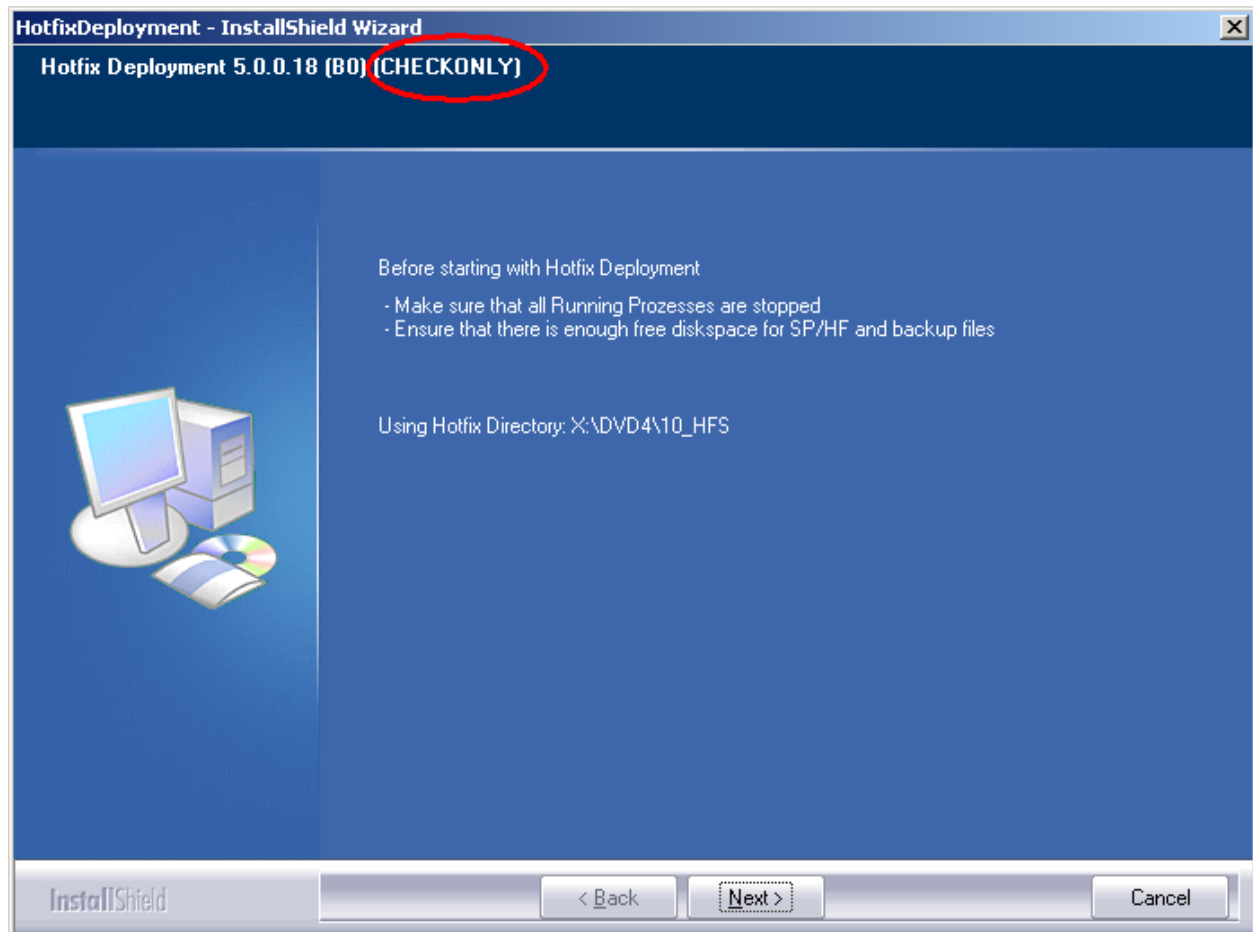 HotfixDeployment - InstallShield Wizard
Hotfix Deployment 5.0.0.18 (B0) (CHECKONLY)
Before starting with Hotfix Deployment
- Make sure that all Running Prozesses are stopped
- Ensure that there is enough free diskspace for SP/HF and backup files
Using Hotfix Directory: X:\DVD4\10_HFS
InstallShield
< Back
Next >
Cancel